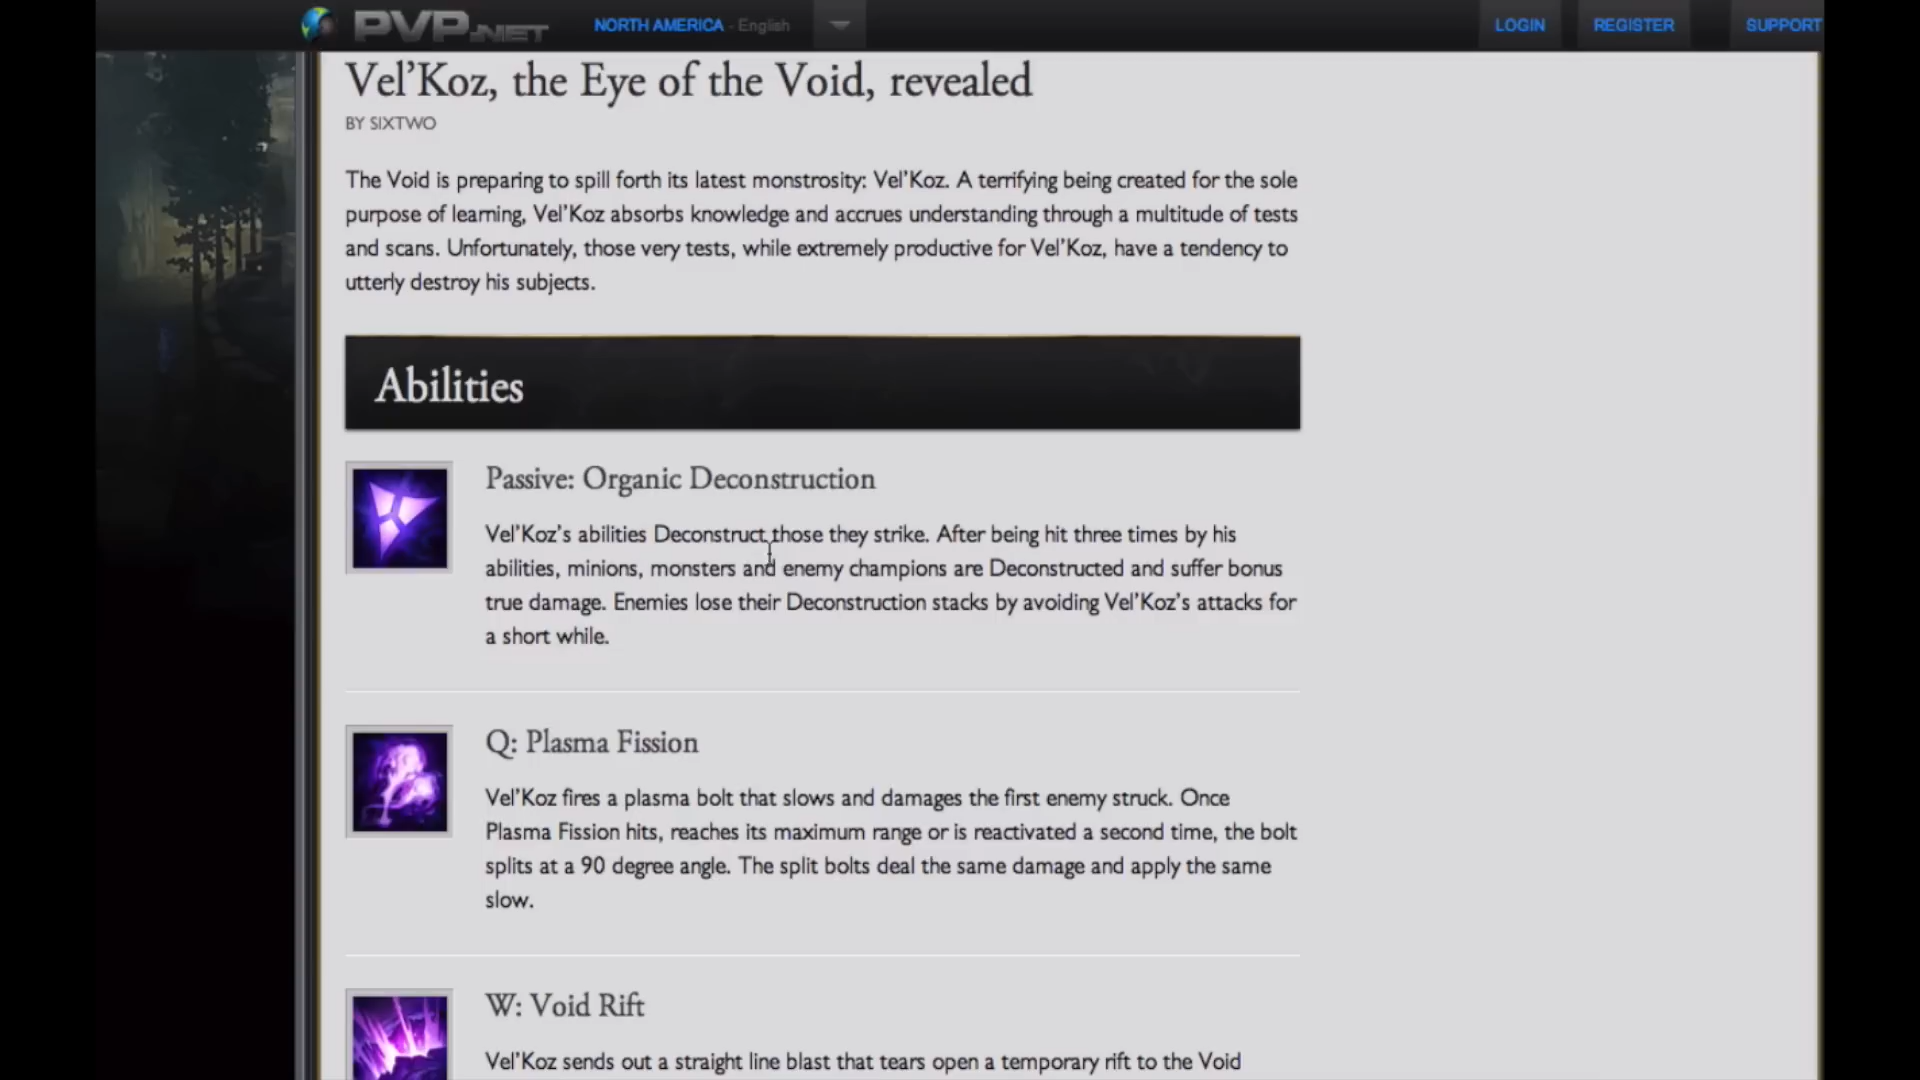 PVP.NET NORTH AMERICA - English LOGIN REGISTER SUPPORT
Vel'Koz, the Eye of the Void, revealed
BY SIXTWO
The Void is preparing to spill forth its latest monstrosity: Vel'Koz. A terrifying being created for the sole
purpose of learning, Vel'Koz absorbs knowledge and accrues understanding through a multitude of tests
and scans. Unfortunately, those very tests, while extremely productive for Vel'Koz, have a tendency to
utterly destroy his subjects.
Abilities
Passive: Organic Deconstruction
Vel'Koz's abilities Deconstruct those they strike. After being hit three times by his
abilities, minions, monsters and enemy champions are Deconstructed and suffer bonus
true damage. Enemies lose their Deconstruction stacks by avoiding Vel'Koz's attacks for
a short while.
Q: Plasma Fission
Vel'Koz fires a plasma bolt that slows and damages the first enemy struck. Once
Plasma Fission hits, reaches its maximum range or is reactivated a second time, the bolt
splits at a 90 degree angle. The split bolts deal the same damage and apply the same
slow.
W: Void Rift
Vel'Koz sends out a straight line blast that tears open a temporary rift to the Void